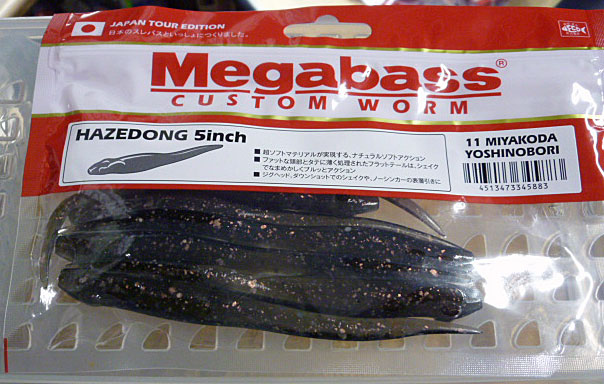 JAPAN TOUR EDITION
日本のスレバスといっしょにつくりました。
Megabass®
CUSTOM WORM
HAZEDONG 5inch
■ 超ソフトマテリアルが実現する、ナチュラルソフトアクション
■ ファットな頭部とタテに薄く処理されたフラットテールは、シェイク
でなまめかしくブルッとアクション
■ ジグヘッド、ダウンショットでのシェイクや、ノーシンカーの表層引きに
11 MIYAKODA
YOSHINOBORI
4513473345883